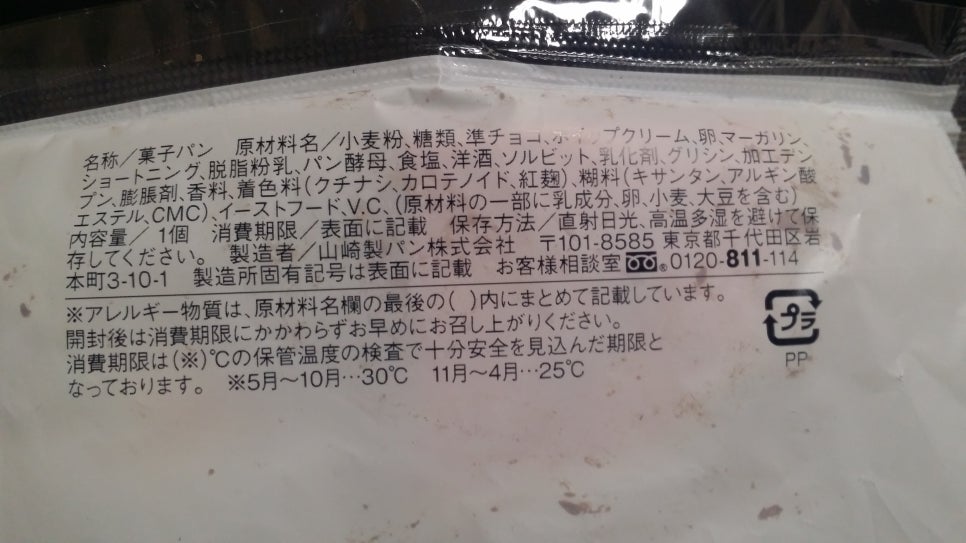 名称／菓子パン 原材料名／小麦粉、糖類、準チョコ、ホイップクリーム、卵、マーガリン、
ショートニング、脱脂粉乳、パン酵母、食塩、洋酒、ソルビット、乳化剤、グリシン、加工デン
プン、膨脹剤、香料、着色料(クチナシ、カロテノイド、紅麹)、糊料(キサンタン、アルギン酸
エステル、CMC)、イーストフード、V.C、(原材料の一部に乳成分、卵、小麦、大豆を含む)
内容量／1個 消費期限／表面に記載 保存方法／直射日光、高温多湿を避けて保
存してください。 製造者／山崎製パン株式会社 〒101-8585 東京都千代田区岩
本町3-10-1 製造所固有記号は表面に記載 お客様相談室 0120-811-114
※アレルギー物質は、原材料名欄の最後の( )内にまとめて記載しています。
開封後は消費期限にかかわらずお早めにお召し上がりください。
消費期限は(※)℃の保管温度の検査で十分安全を見込んだ期限と
なっております。 ※5月～10月…30℃ 11月～4月…25℃
プラ
PP